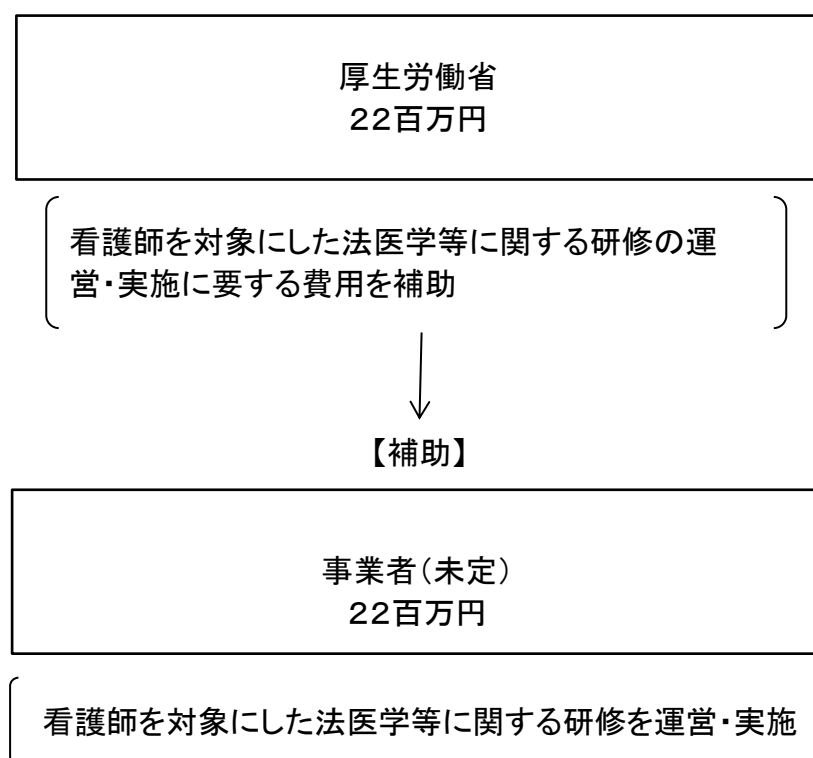 厚生労働省
22百万円
看護師を対象にした法医学等に関する研修の運
営・実施に要する費用を補助
【補助】
事業者（未定）
22百万円
看護師を対象にした法医学等に関する研修を運営・実施